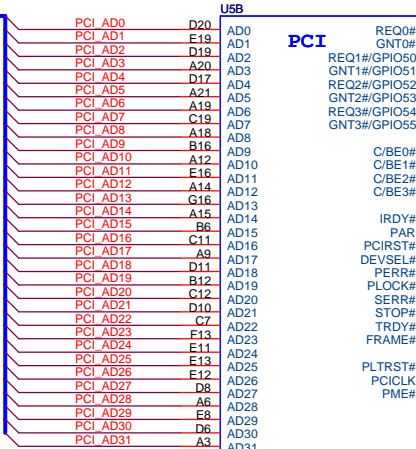 U5B
PCI
PCI_AD0 D20 AD0 REQ0#
PCI_AD1 E19 AD1 GNT0#
PCI_AD2 D19 AD2 REQ1#/GPIO50
PCI_AD3 A20 AD3 GNT1#/GPIO51
PCI_AD4 D17 AD4 REQ2#/GPIO52
PCI_AD5 A21 AD5 GNT2#/GPIO53
PCI_AD6 A19 AD6 REQ3#/GPIO54
PCI_AD7 C19 AD7 GNT3#/GPIO55
PCI_AD8 A18 AD8
PCI_AD9 B16 AD9 C/BE0#
PCI_AD10 A12 AD10 C/BE1#
PCI_AD11 E16 AD11 C/BE2#
PCI_AD12 A14 AD12 C/BE3#
PCI_AD13 G16 AD13
PCI_AD14 A15 AD14 IRDY#
PCI_AD15 B6 AD15 PAR
PCI_AD16 C11 AD16 PCIRST#
PCI_AD17 A9 AD17 DEVSEL#
PCI_AD18 D11 AD18 PERR#
PCI_AD19 B12 AD19 PLOCK#
PCI_AD20 C12 AD20 SERR#
PCI_AD21 D10 AD21 STOP#
PCI_AD22 C7 AD22 TRDY#
PCI_AD23 F13 AD23 FRAME#
PCI_AD24 E11 AD24
PCI_AD25 E13 AD25 PLTRST#
PCI_AD26 E12 AD26 PCICLK
PCI_AD27 D8 AD27 PME#
PCI_AD28 A6 AD28
PCI_AD29 E8 AD29
PCI_AD30 D6 AD30
PCI_AD31 A3 AD31